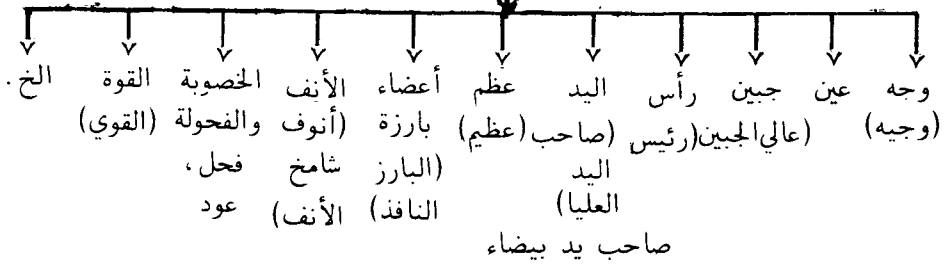 وجه عين جبين رأس اليد عظم أعضاء الأنف الخصوبة القوة الخ .
(وجيه) (عالي الجبين) (رئيس (صاحب (عظيم) بارزة (أنوف والفحولة (القوي)
اليد (البارز شامخ فحل ،
العليا) النافذ) الأنف) عود
صاحب يد بيضاء